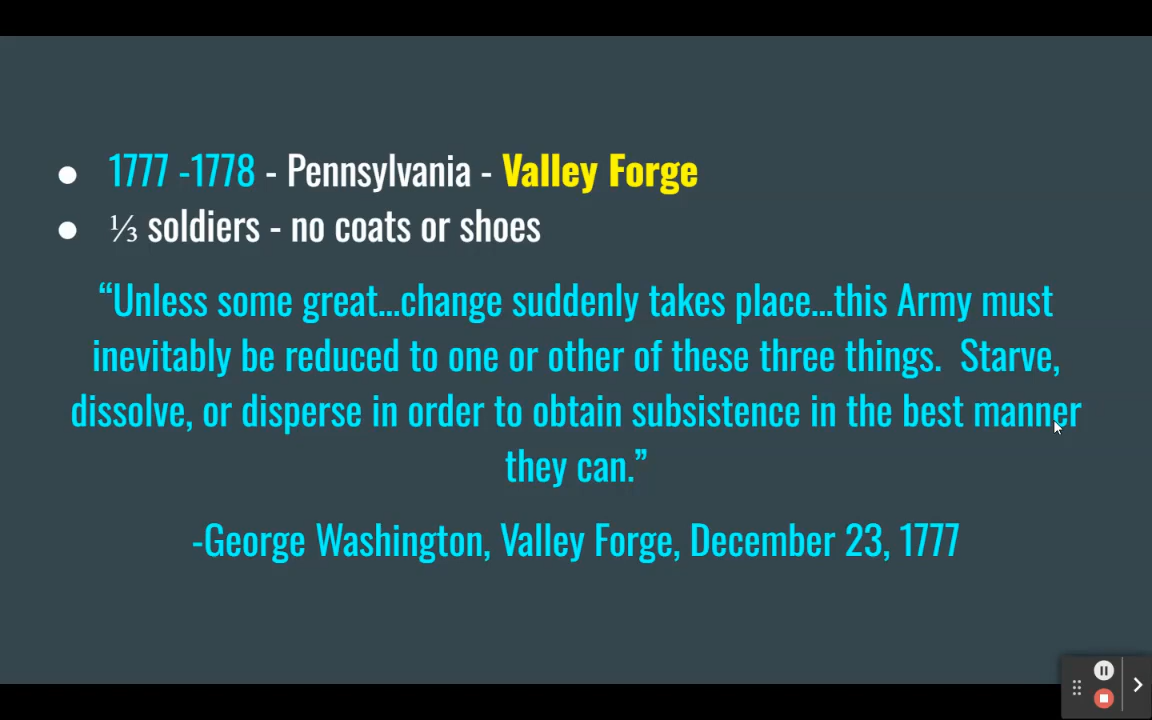 ● 1777 -1778 - Pennsylvania - Valley Forge
● ⅓ soldiers - no coats or shoes
“Unless some great...change suddenly takes place...this Army must
inevitably be reduced to one or other of these three things.  Starve,
dissolve, or disperse in order to obtain subsistence in the best manner
they can.”
-George Washington, Valley Forge, December 23, 1777